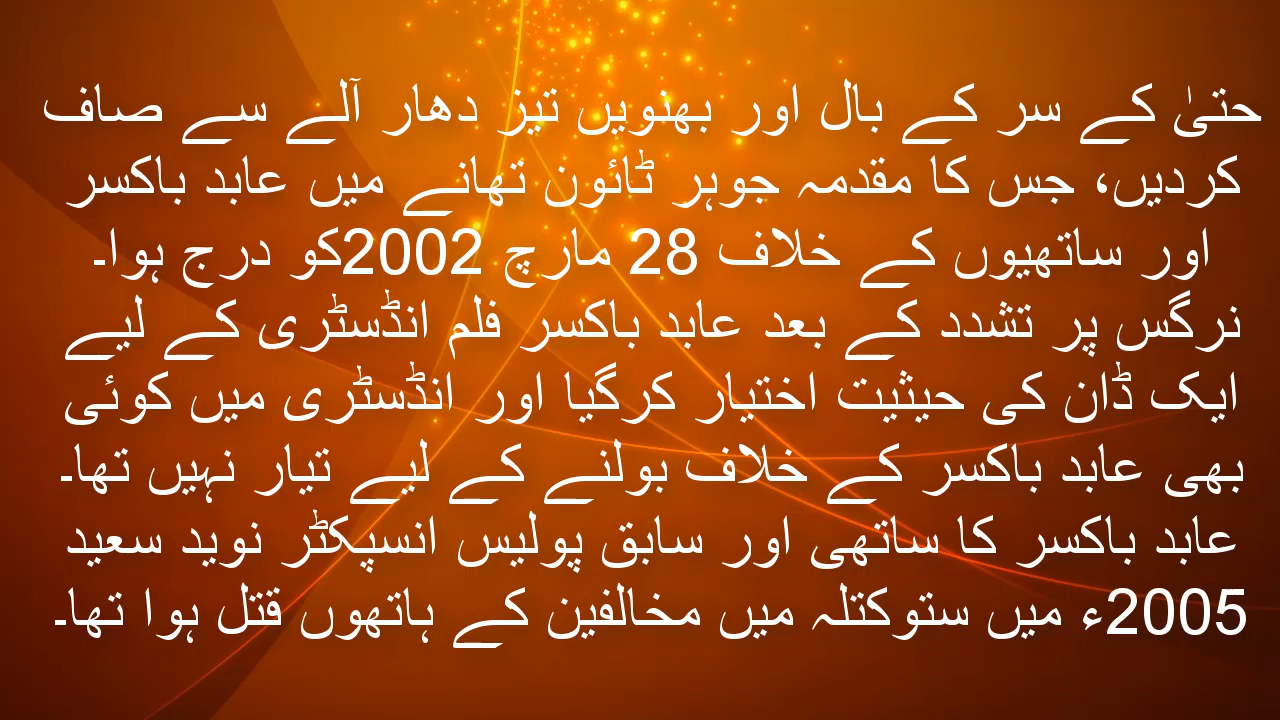 حتیٰ کے سر کے بال اور بھنویں تیز دھار آلے سے صاف
کردیں، جس کا مقدمہ جوہر ٹائون تھانے میں عابد باکسر
اور ساتھیوں کے خلاف 28 مارچ 2002کو درج ہوا۔
نرگس پر تشدد کے بعد عابد باکسر فلم انڈسٹری کے لیے
ایک ڈان کی حیثیت اختیار کرگیا اور انڈسٹری میں کوئی
بھی عابد باکسر کے خلاف بولنے کے لیے تیار نہیں تھا۔
عابد باکسر کا ساتھی اور سابق پولیس انسپکٹر نوید سعید
2005ء میں ستوکتلہ میں مخالفین کے ہاتھوں قتل ہوا تھا۔